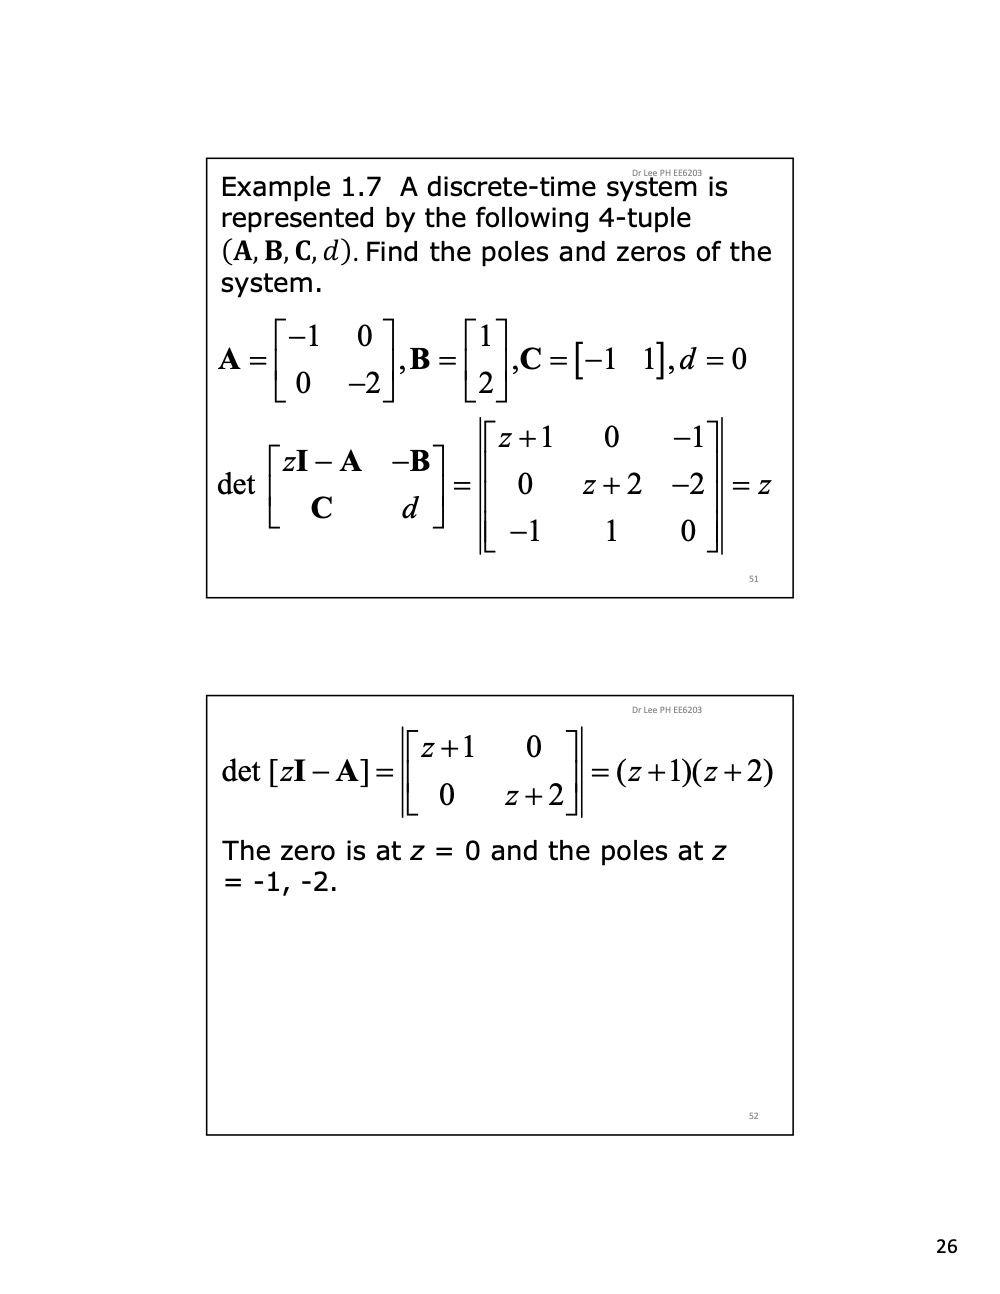 Dr Lee PH EE6203
Example 1.7 A discrete-time system is
represented by the following 4-tuple
(𝐀, 𝐁, 𝐂, 𝑑). Find the poles and zeros of the
system.
A = [−1 0; 0 −2], B = [1; 2], C = [−1 1], d = 0
det [zI − A −B; C d] = |[z + 1 0 −1; 0 z + 2 −2; −1 1 0]| = z
51
Dr Lee PH EE6203
det [zI − A] = |[z + 1 0; 0 z + 2]| = (z + 1)(z + 2)
The zero is at z = 0 and the poles at z
= -1, -2.
52
26